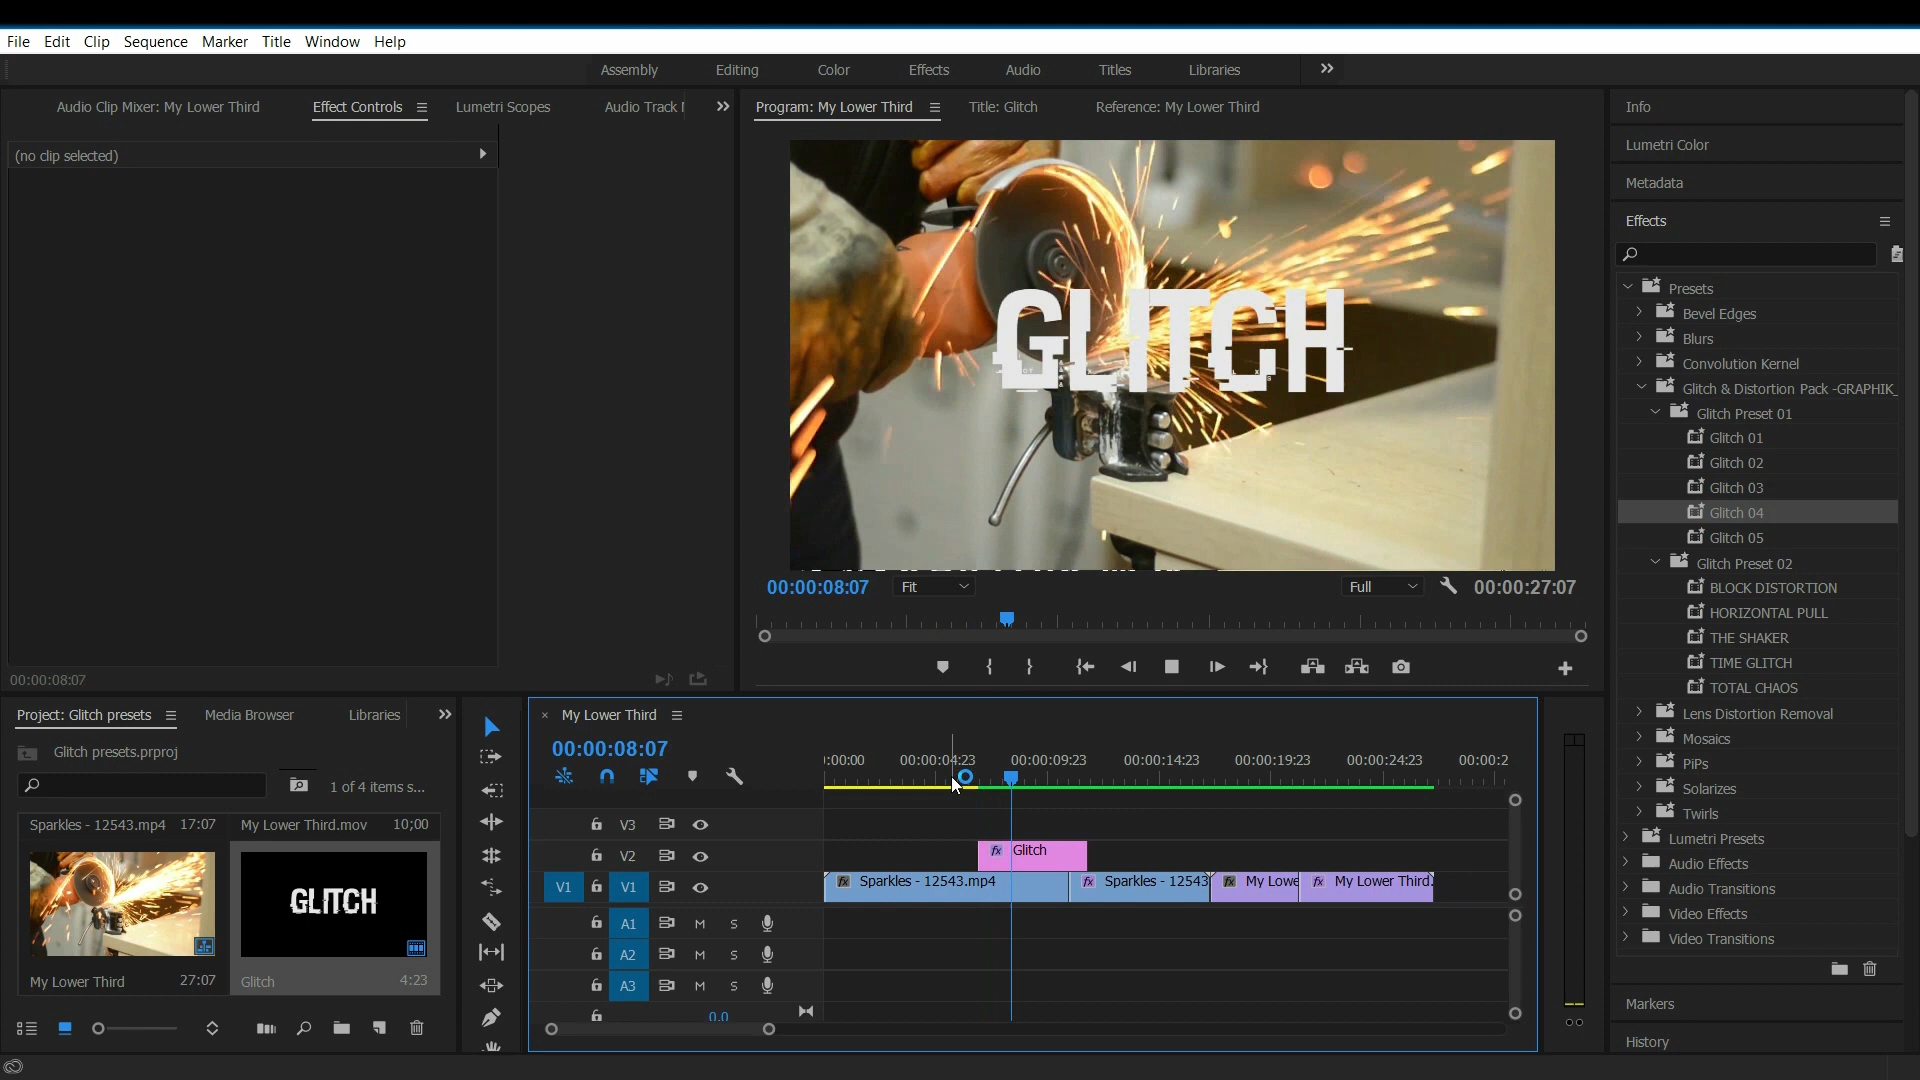 File Edit Clip Sequence Marker Title Window Help
Assembly Editing Color Effects Audio Titles Libraries
Audio Clip Mixer: My Lower Third Effect Controls Lumetri Scopes Audio Track
(no clip selected)
00:00:08:07
Program: My Lower Third Title: Glitch Reference: My Lower Third
GLITCH
00:00:08:07 Fit Full 00:00:27:07
Info
Lumetri Color
Metadata
Effects
Presets
Bevel Edges
Blurs
Convolution Kernel
Glitch & Distortion Pack -GRAPHIK_
Glitch Preset 01
Glitch 01
Glitch 02
Glitch 03
Glitch 04
Glitch 05
Glitch Preset 02
BLOCK DISTORTION
HORIZONTAL PULL
THE SHAKER
TIME GLITCH
TOTAL CHAOS
Lens Distortion Removal
Mosaics
PiPs
Solarizes
Twirls
Lumetri Presets
Audio Effects
Audio Transitions
Video Effects
Video Transitions
Markers
History
Project: Glitch presets Media Browser Libraries
Glitch presets.prproj
1 of 4 items s...
Sparkles - 12543.mp4 17:07 My Lower Third.mov 10;00
GLITCH
My Lower Third 27:07 Glitch 4:23
× My Lower Third
00:00:08:07
:00:00 00:00:04:23 00:00:09:23 00:00:14:23 00:00:19:23 00:00:24:23 00:00:2
V3
V2 fx Glitch
V1 V1 fx Sparkles - 12543.mp4 fx Sparkles - 12543 fx My Lowe fx My Lower Third.
A1 M S
A2 M S
A3 M S
0.0